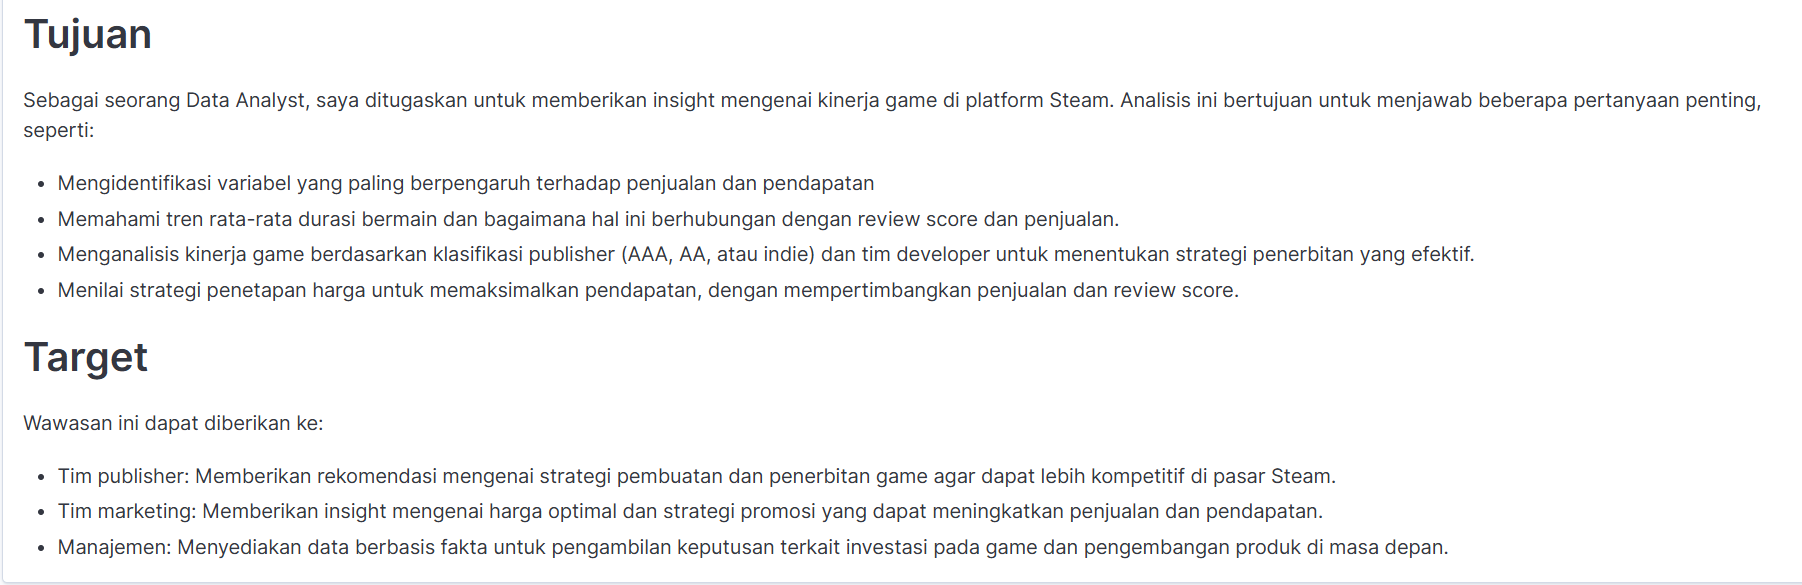 Tujuan
Sebagai seorang Data Analyst, saya ditugaskan untuk memberikan insight mengenai kinerja game di platform Steam. Analisis ini bertujuan untuk menjawab beberapa pertanyaan penting,
seperti:
• Mengidentifikasi variabel yang paling berpengaruh terhadap penjualan dan pendapatan
• Memahami tren rata-rata durasi bermain dan bagaimana hal ini berhubungan dengan review score dan penjualan.
• Menganalisis kinerja game berdasarkan klasifikasi publisher (AAA, AA, atau indie) dan tim developer untuk menentukan strategi penerbitan yang efektif.
• Menilai strategi penetapan harga untuk memaksimalkan pendapatan, dengan mempertimbangkan penjualan dan review score.
Target
Wawasan ini dapat diberikan ke:
• Tim publisher: Memberikan rekomendasi mengenai strategi pembuatan dan penerbitan game agar dapat lebih kompetitif di pasar Steam.
• Tim marketing: Memberikan insight mengenai harga optimal dan strategi promosi yang dapat meningkatkan penjualan dan pendapatan.
• Manajemen: Menyediakan data berbasis fakta untuk pengambilan keputusan terkait investasi pada game dan pengembangan produk di masa depan.